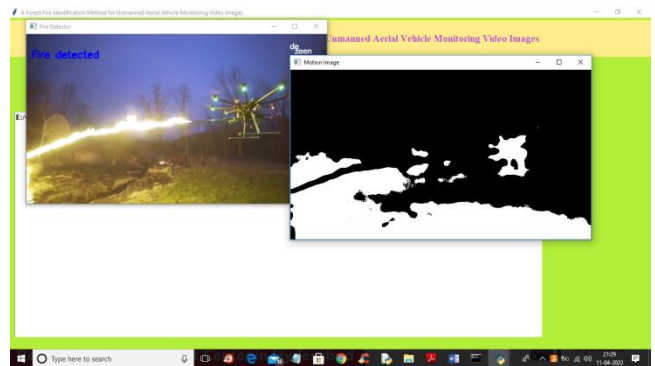 A Forest Fire Identification Method for Unmanned Aerial Vehicle Monitoring Video Images
Fire Detector
Unmanned Aerial Vehicle Monitoring Video Images
Fire detected
de
zeen
Motion Image
E:/
Type here to search
21:29
11-04-2022